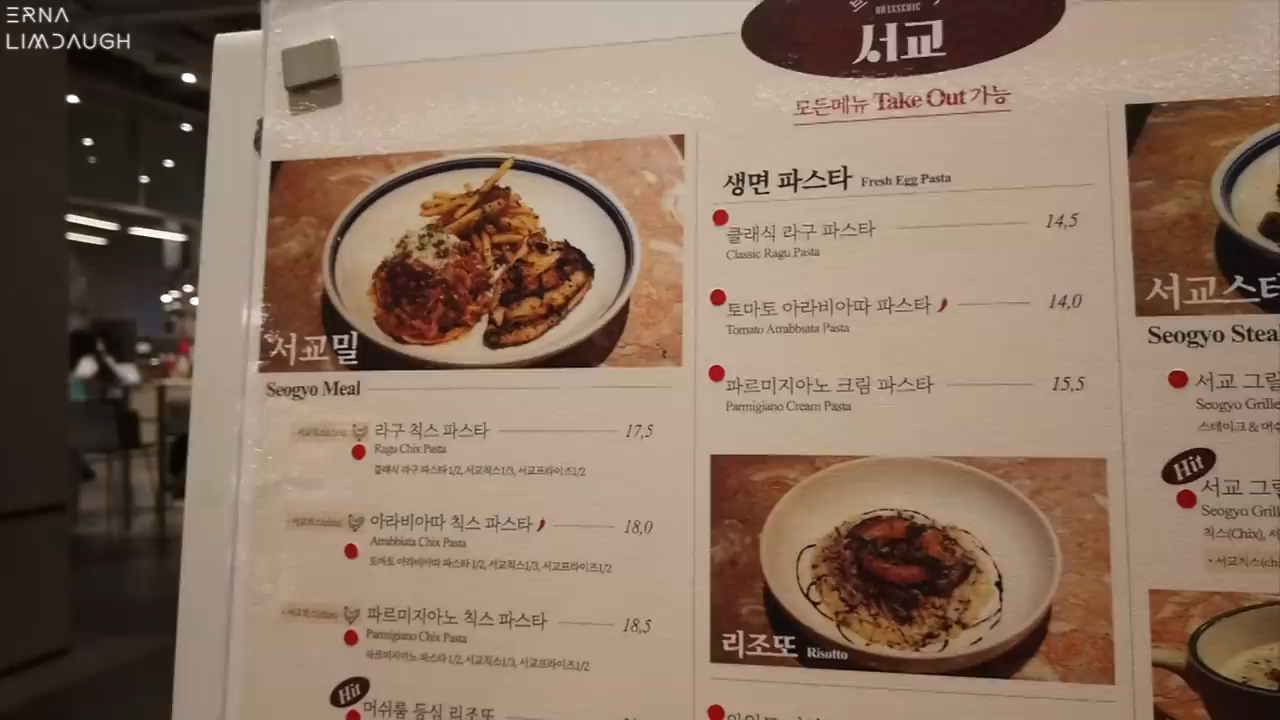 ERNA
LIMDAUGH
서교
모든메뉴 Take Out 가능
서교밀
Seogyo Meal
라구 칙스 파스타 17,5
Ragu Chix Pasta
클래식 라구 파스타 1/2, 서교칙스1/3, 서교프라이즈1/2
아라비아따 칙스 파스타 18,0
Arrabbiata Chix Pasta
토마토 아라비아따 파스타 1/2, 서교칙스1/3, 서교프라이즈1/2
파르미지아노 칙스 파스타 18,5
Parmigiano Chix Pasta
파르미지아노 파스타 1/2, 서교칙스1/3, 서교프라이즈1/2
Hit
머쉬룸 등심 리조또
생면 파스타 Fresh Egg Pasta
클래식 라구 파스타 14,5
Classic Ragu Pasta
토마토 아라비아따 파스타 14,0
Tomato Arrabbiata Pasta
파르미지아노 크림 파스타 15,5
Parmigiano Cream Pasta
리조또 Risotto
서교스테
Seogyo Stea
서교 그릴
Seogyo Grille
스테이크 & 머쉬
Hit
서교 그릴
Seogyo Grill
칙스(Chix), 서